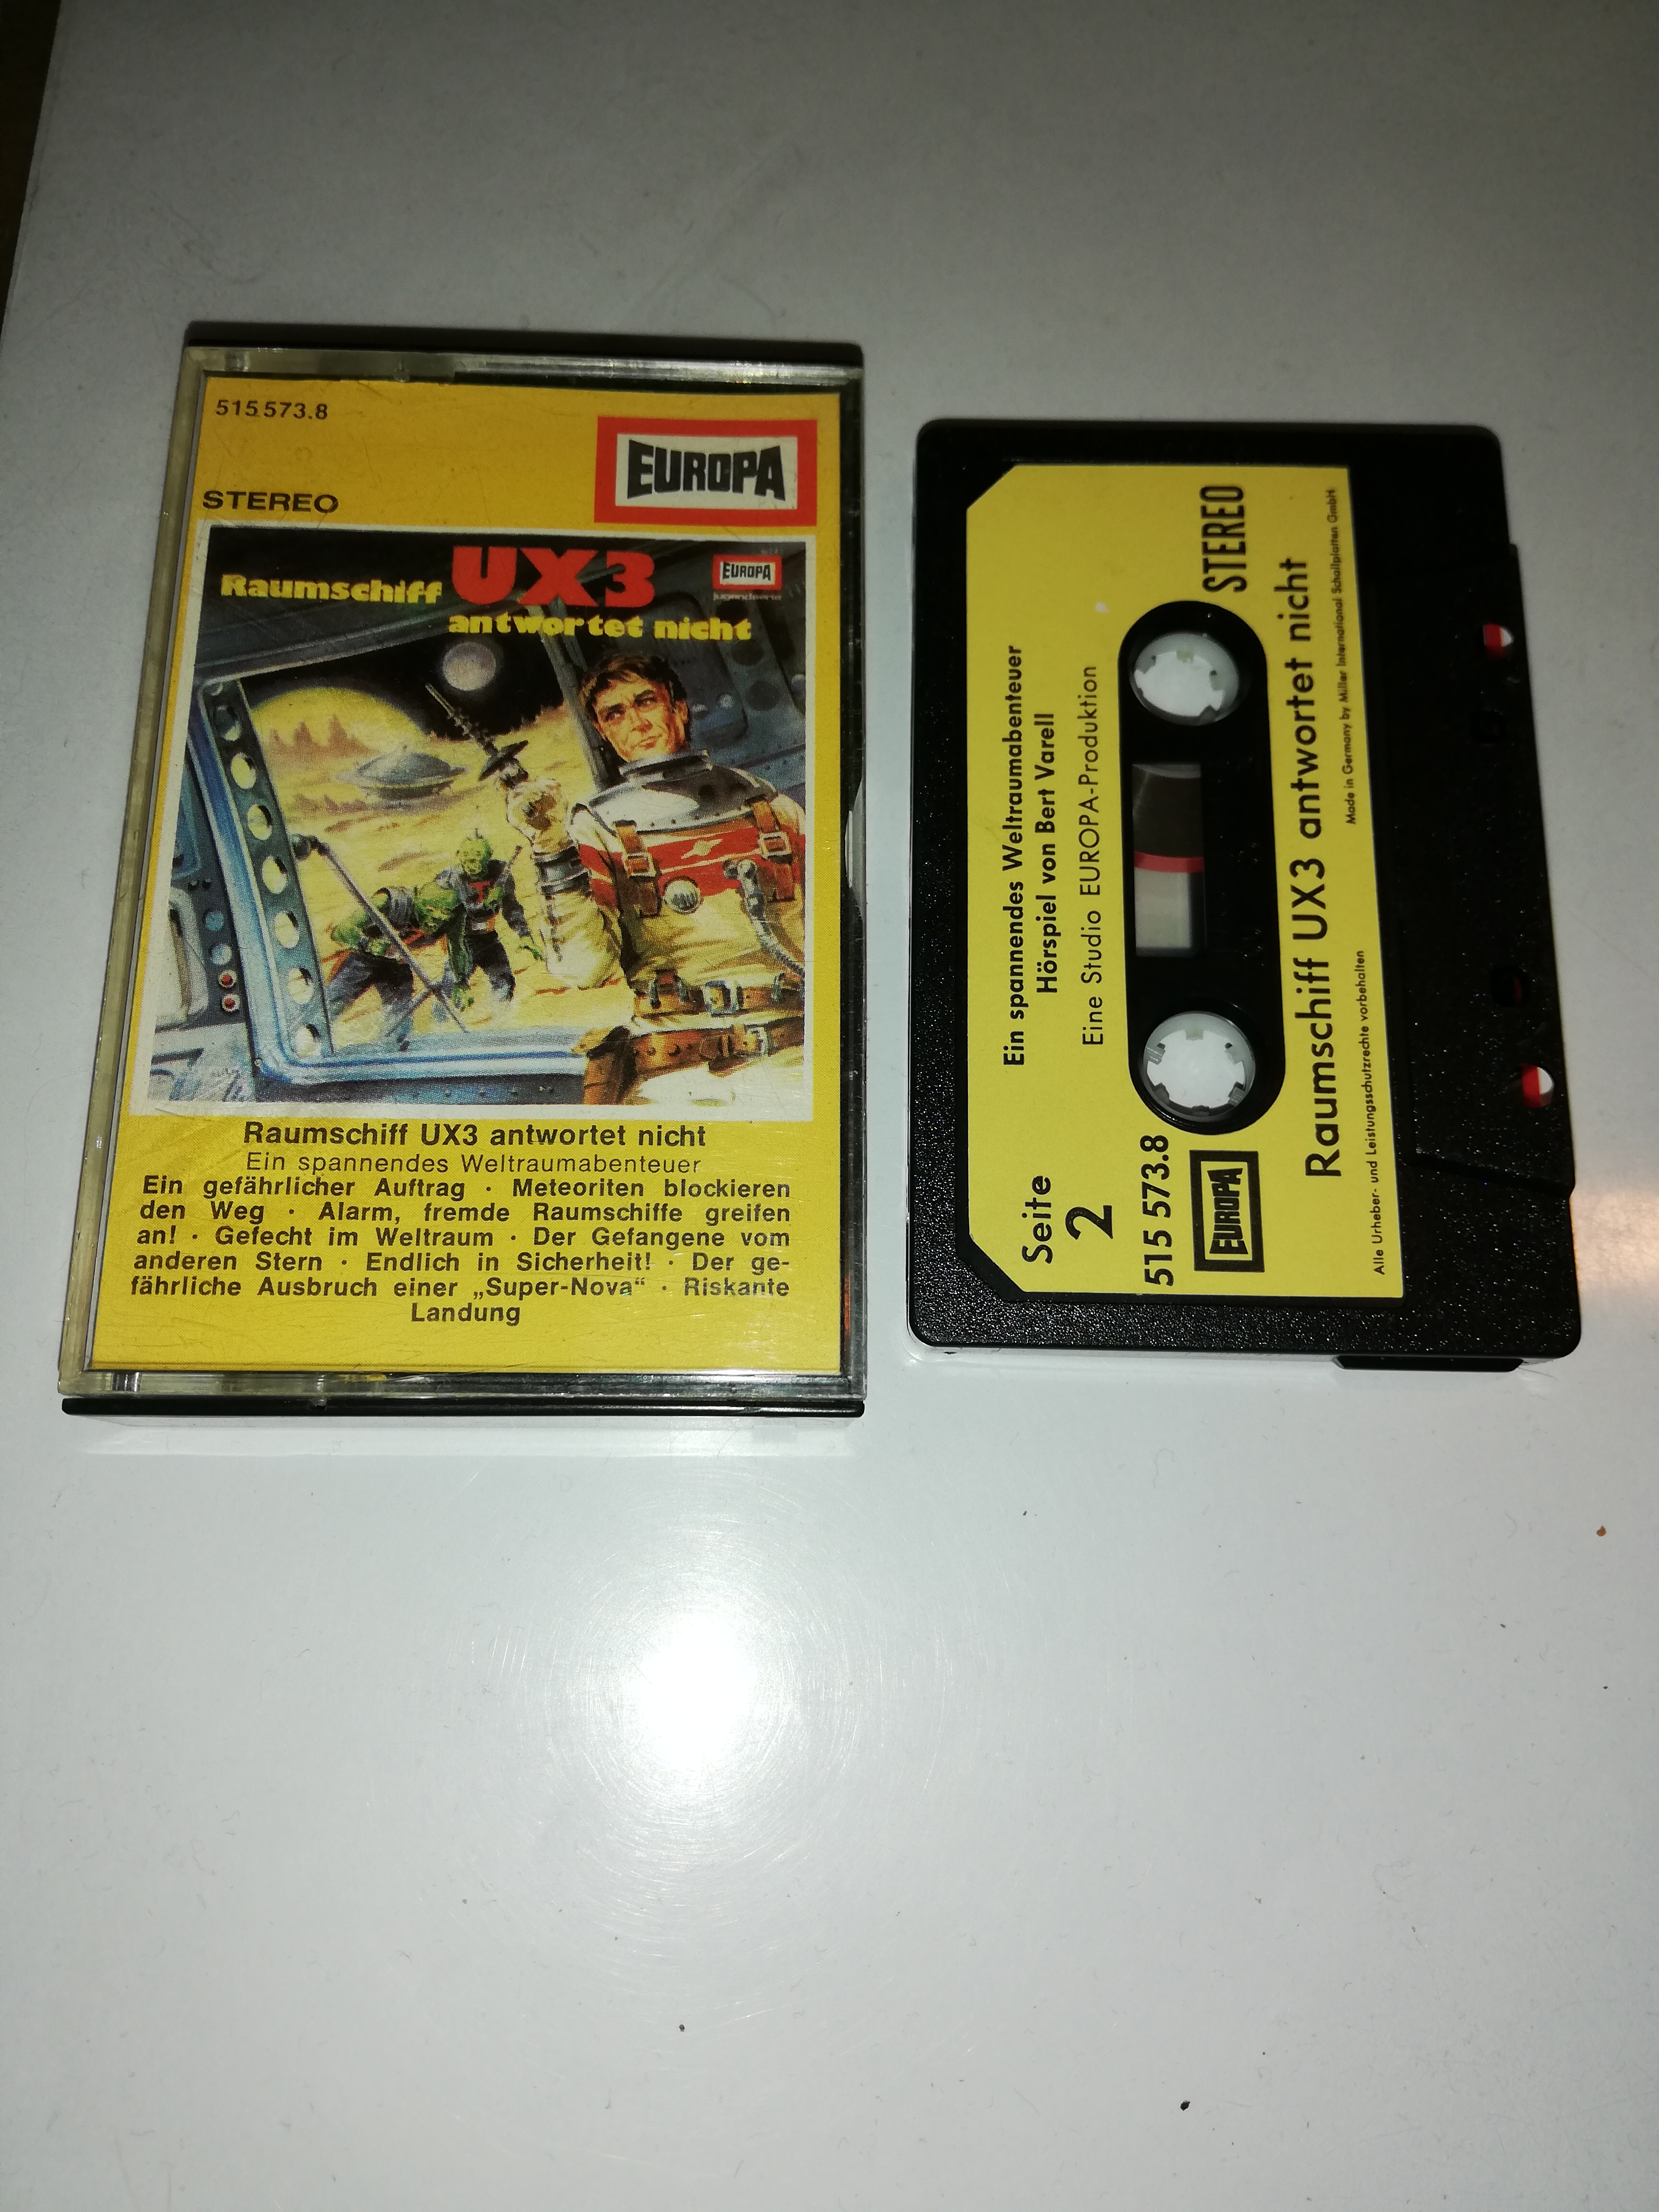 515 573.8
EUROPA
STEREO
Raumschiff UX3
antwortet nicht
EUROPA
jugendserie
Raumschiff UX3 antwortet nicht
Ein spannendes Weltraumabenteuer
Ein gefährlicher Auftrag · Meteoriten blockieren
den Weg · Alarm, fremde Raumschiffe greifen
an! · Gefecht im Weltraum · Der Gefangene vom
anderen Stern · Endlich in Sicherheit! · Der ge-
fährliche Ausbruch einer „Super-Nova“ · Riskante
Landung
Ein spannendes Weltraumabenteuer
Hörspiel von Bert Varell
Eine Studio EUROPA-Produktion
Seite
2
515 573.8
EUROPA
STEREO
Raumschiff UX3 antwortet nicht
Alle Urheber- und Leistungsschutzrechte vorbehalten
Made in Germany by Miller International Schallplatten GmbH